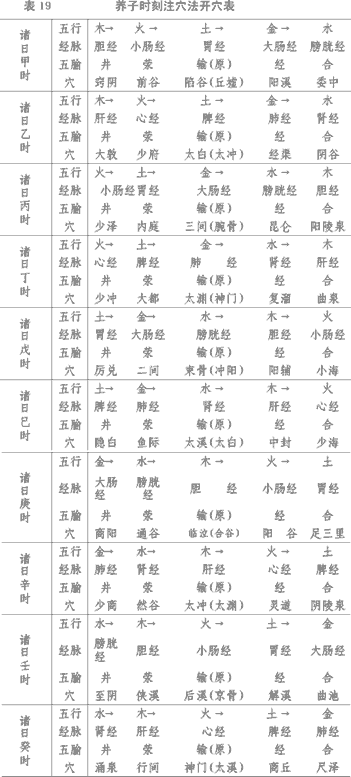 表 19 养子时刻注穴法开穴表
诸日甲时
五行 木→ 火→ 土→ 金→ 水
经脉 胆经 小肠经 胃经 大肠经 膀胱经
五腧 井 荥 输(原) 经 合
穴 窍阴 前谷 陷谷(丘墟) 阳溪 委中
诸日乙时
五行 木→ 火→ 土→ 金→ 水
经脉 肝经 心经 脾经 肺经 肾经
五腧 井 荥 输(原) 经 合
穴 大敦 少府 太白(太冲) 经渠 阴谷
诸日丙时
五行 火→ 土→ 金→ 水→ 木
经脉 小肠经 胃经 大肠经 膀胱经 胆经
五腧 井 荥 输(原) 经 合
穴 少泽 内庭 三间(腕骨) 昆仑 阳陵泉
诸日丁时
五行 火→ 土→ 金→ 水→ 木
经脉 心经 脾经 肺 经 肾经 肝经
五腧 井 荥 输(原) 经 合
穴 少冲 大都 太渊(神门) 复溜 曲泉
诸日戊时
五行 土→ 金→ 水→ 木→ 火
经脉 胃经 大肠经 膀胱经 胆经 小肠经
五腧 井 荥 输(原) 经 合
穴 厉兑 二间 束骨(冲阳) 阳辅 小海
诸日巳时
五行 土→ 金→ 水→ 木→ 火
经脉 脾经 肺经 肾经 肝经 心经
五腧 井 荥 输(原) 经 合
穴 隐白 鱼际 太溪(太白) 中封 少海
诸日庚时
五行 金→ 水→ 木→ 火→ 土
经脉 大肠经 膀胱经 胆 经 小肠经 胃经
五腧 井 荥 输(原) 经 合
穴 商阳 通谷 临泣(合谷) 阳 谷 足三里
诸日辛时
五行 金→ 水→ 木→ 火→ 土
经脉 肺经 肾经 肝经 心经 脾经
五腧 井 荥 输(原) 经 合
穴 少商 然谷 太冲(太渊) 灵道 阴陵泉
诸日壬时
五行 水→ 木→ 火→ 土→ 金
经脉 膀胱经 胆经 小肠经 胃经 大肠经
五腧 井 荥 输(原) 经 合
穴 至阴 侠溪 后溪(京骨) 解溪 曲池
诸日癸时
五行 水→ 木→ 火→ 土→ 金
经脉 肾经 肝经 心经 脾经 肺经
五腧 井 荥 输(原) 经 合
穴 涌泉 行间 神门(太溪) 商丘 尺泽